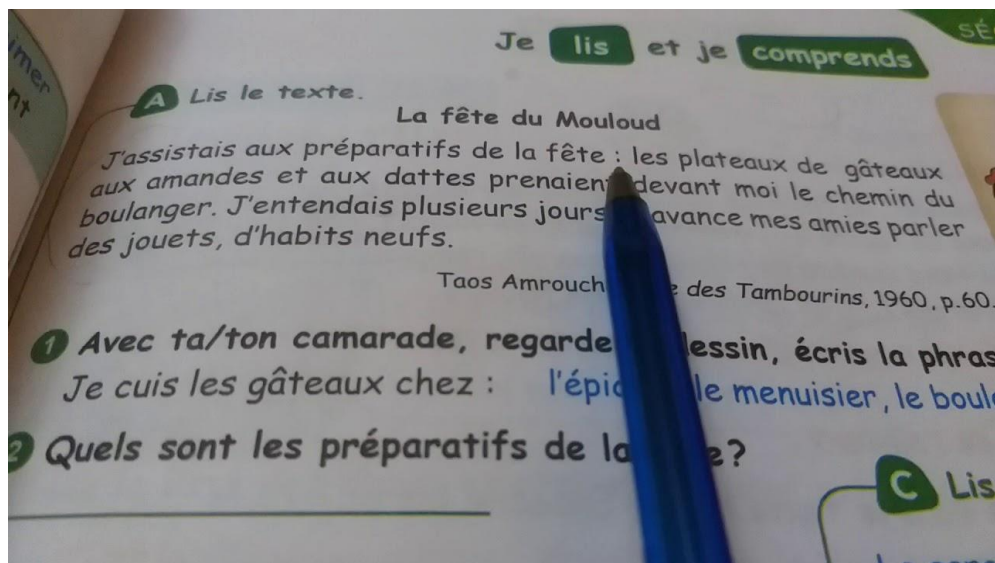 SÉ
imer
nt
Je lis et je comprends
A Lis le texte.
La fête du Mouloud
J'assistais aux préparatifs de la fête : les plateaux de gâteaux
aux amandes et aux dattes prenaient devant moi le chemin du
boulanger. J'entendais plusieurs jours avance mes amies parler
des jouets, d'habits neufs.
Taos Amrouch des Tambourins, 1960, p.60.
1 Avec ta/ton camarade, regarde essin, écris la phras
Je cuis les gâteaux chez : l'épic le menuisier, le boul
2 Quels sont les préparatifs de la e?
C Lis